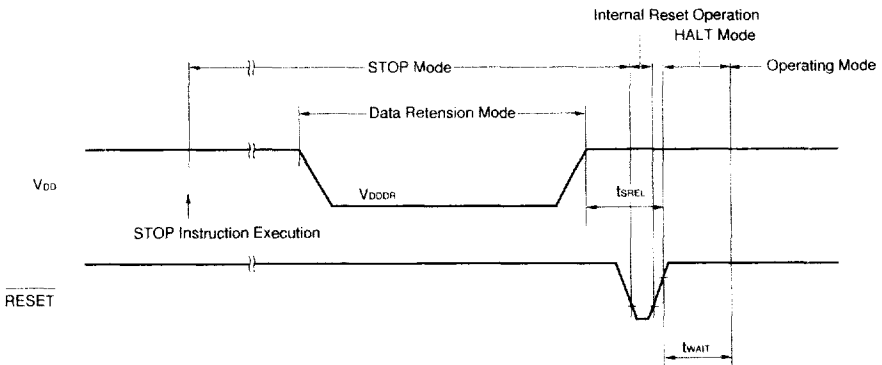 Internal Reset Operation
HALT Mode
STOP Mode
Operating Mode
Data Retension Mode
VDD
VDDDR
tSREL
STOP Instruction Execution
RESET
tWAIT